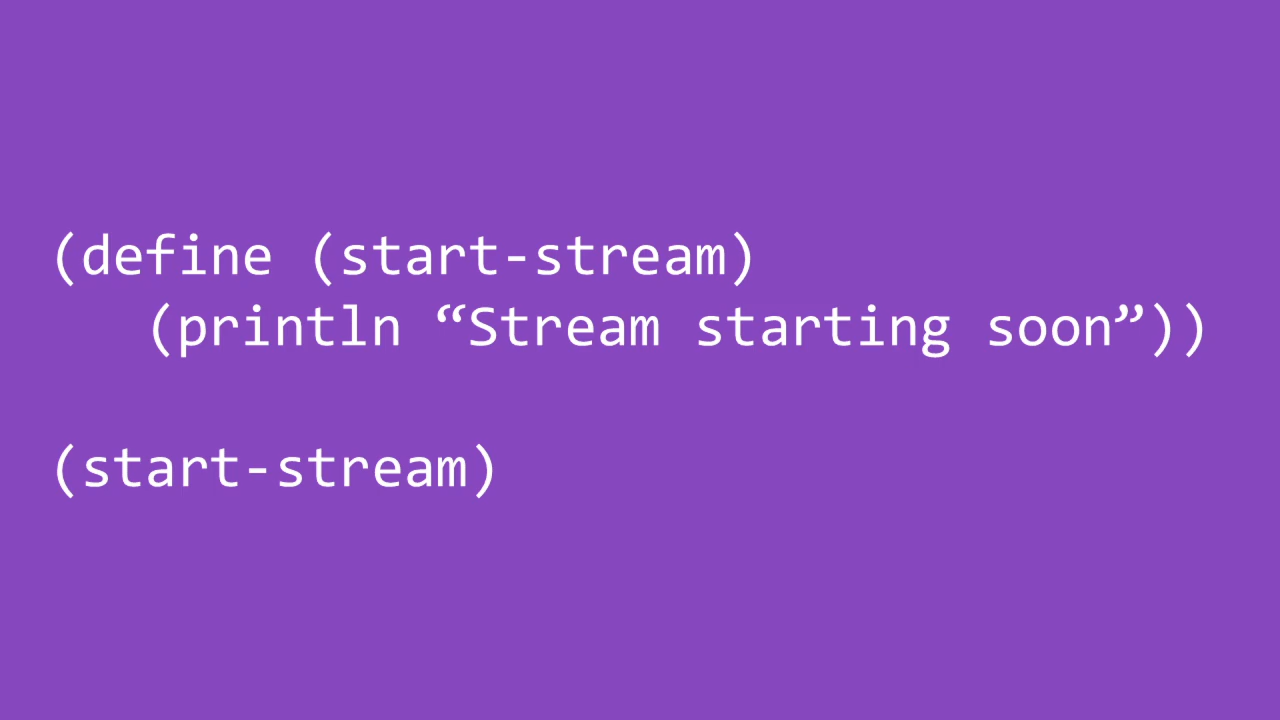 (define (start-stream)
(println “Stream starting soon”))
(start-stream)